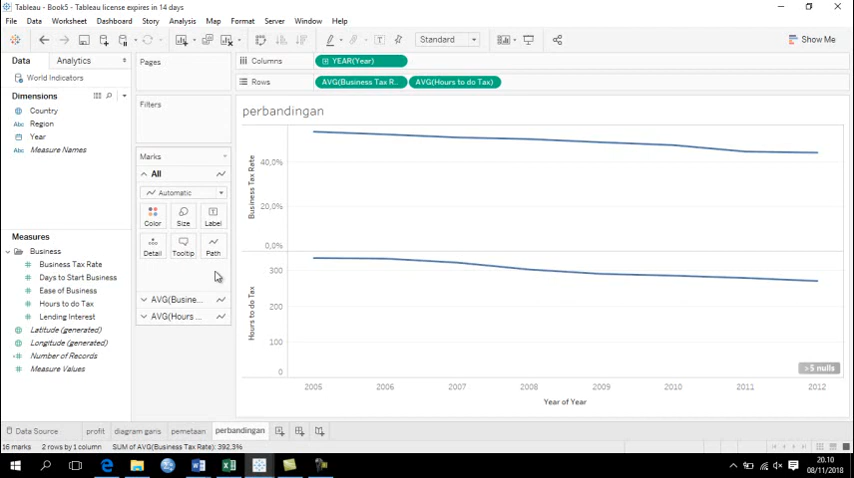 Tableau - Book5 - Tableau license expires in 14 days
File Data Worksheet Dashboard Story Analysis Map Format Server Window Help
Standard
Show Me
Data Analytics
World Indicators
Dimensions
Country
Abc Region
Year
Abc Measure Names
Measures
Business
Business Tax Rate
Days to Start Business
Ease of Business
Hours to do Tax
Lending Interest
Latitude (generated)
Longitude (generated)
Number of Records
Measure Values
Pages
Filters
Marks
All
Automatic
Color Size Label
Detail Tooltip Path
AVG(Busine...
AVG(Hours ...
Columns YEAR(Year)
Rows AVG(Business Tax R.. AVG(Hours to do Tax)
perbandingan
Business Tax Rate
40,0%
20,0%
0,0%
Hours to do Tax
300
200
100
0
>5 nulls
2005 2006 2007 2008 2009 2010 2011 2012
Year of Year
Data Source profit diagram garis pemetaan perbandingan
16 marks 2 rows by 1 column SUM of AVG(Business Tax Rate): 392,3%
20.10
08/11/2018